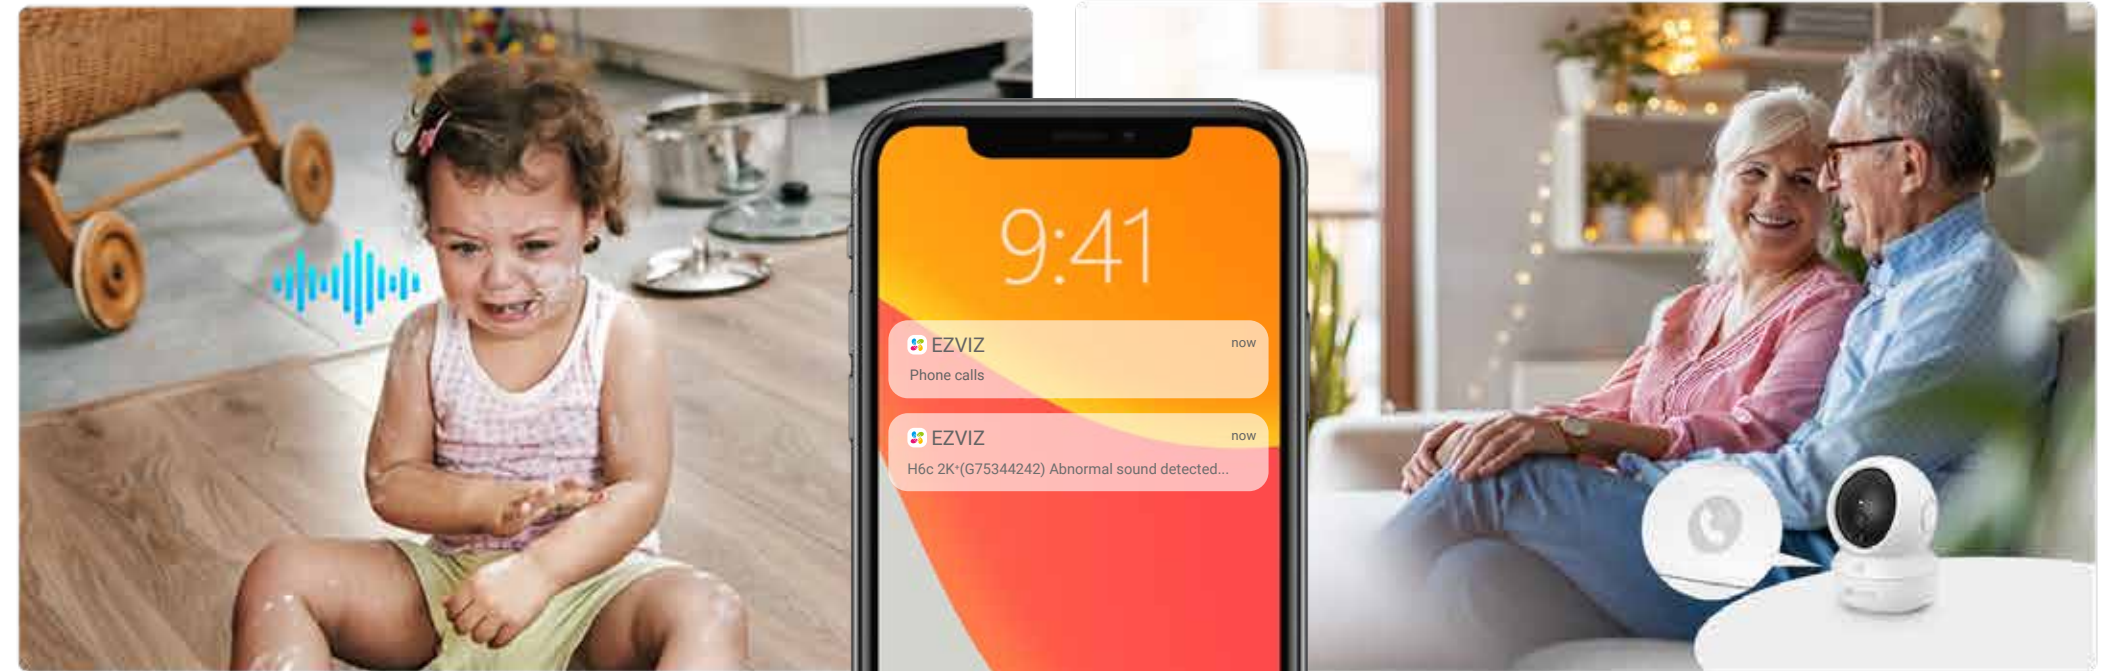 9:41
EZVIZ
now
Phone calls
EZVIZ
now
H6c 2K⁺(G75344242) Abnormal sound detected...